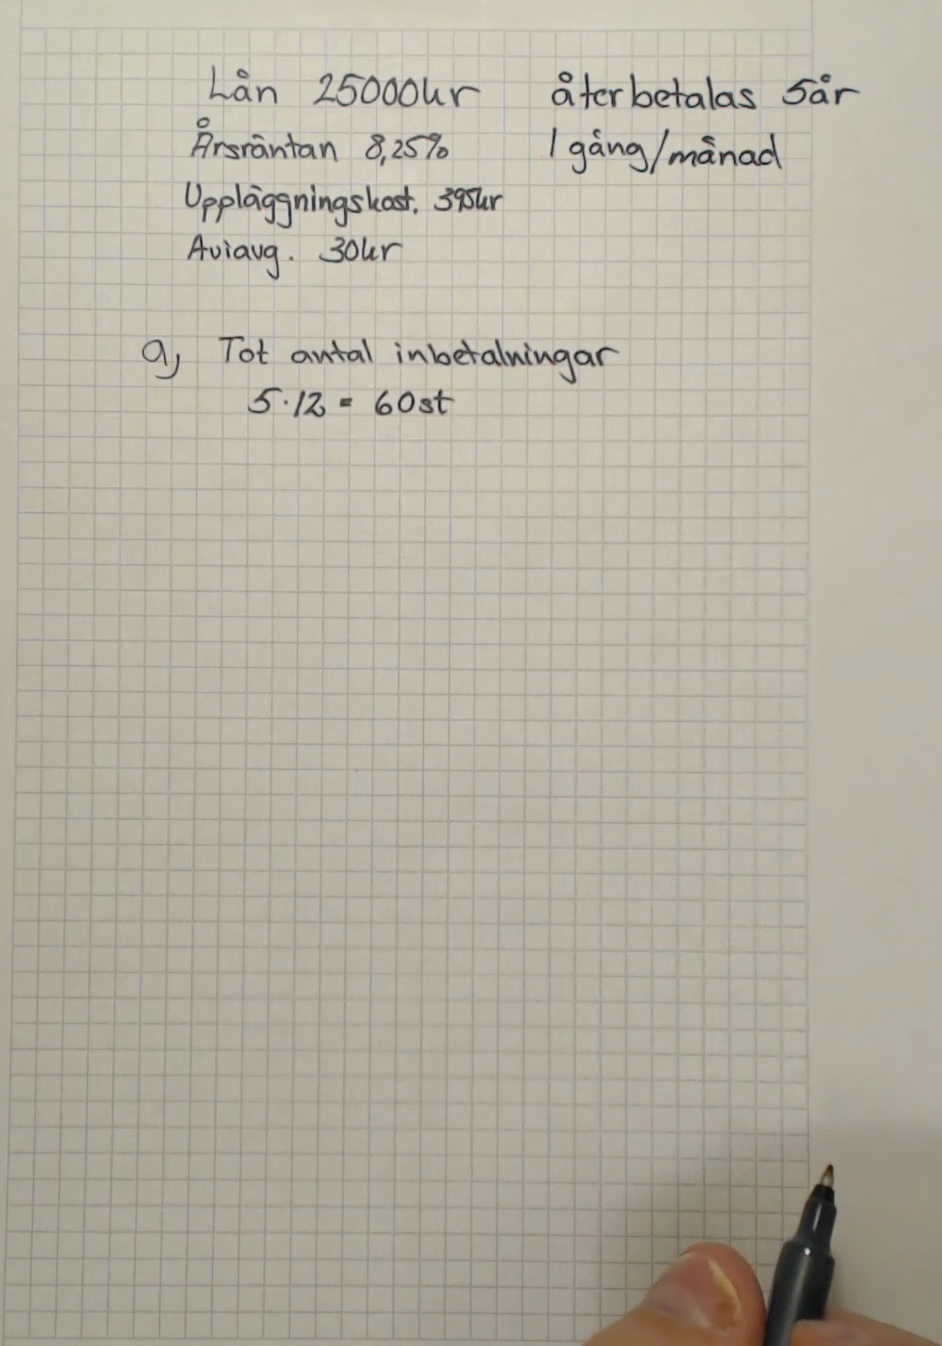 Lån 25000kr återbetalas 5år
Årsräntan 8,25% 1 gång/månad
Uppläggningskost. 395kr
Aviavg. 30kr
a) Tot antal inbetalningar
5·12 = 60st